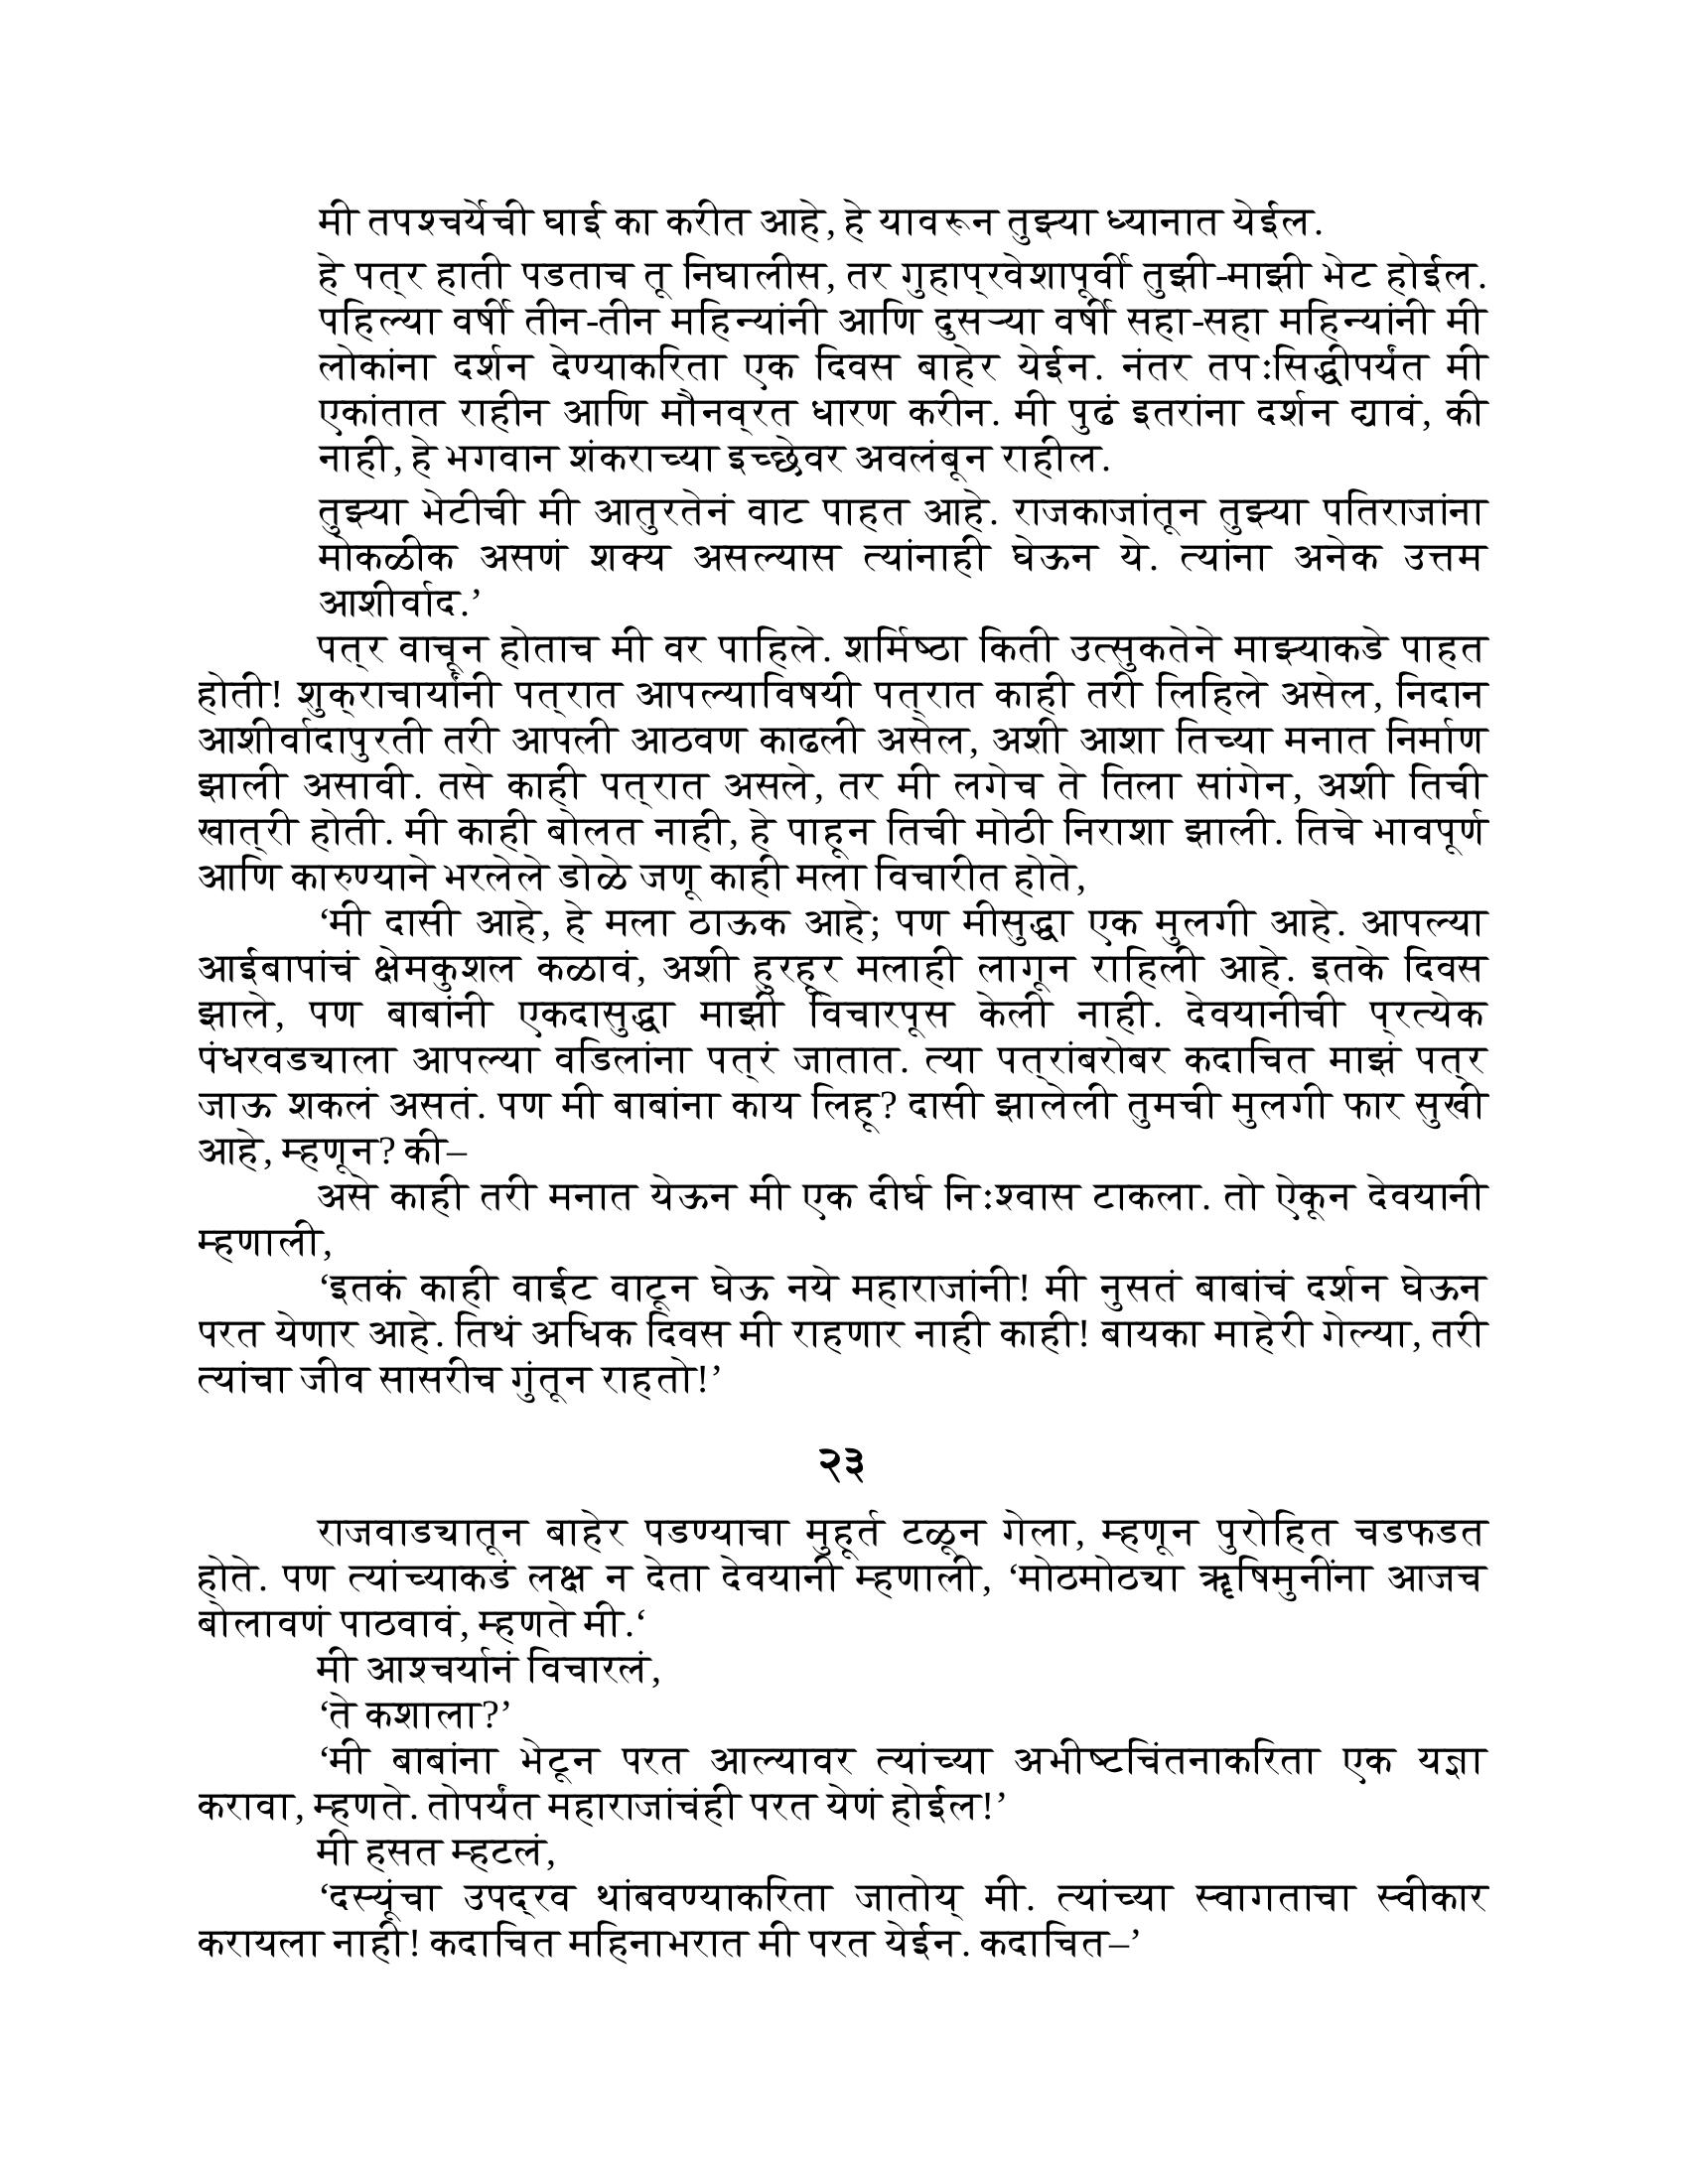 मी तपश्चर्येची घाई का करीत आहे, हे यावरून तुझ्या ध्यानात येईल.
हे पत्र हाती पडताच तू निघालीस, तर गुहाप्रवेशापूर्वी तुझी-माझी भेट होईल.
पहिल्या वर्षी तीन-तीन महिन्यांनी आणि दुसऱ्या वर्षी सहा-सहा महिन्यांनी मी
लोकांना दर्शन देण्याकरिता एक दिवस बाहेर येईन. नंतर तपःसिद्धीपर्यंत मी
एकांतात राहीन आणि मौनव्रत धारण करीन. मी पुढं इतरांना दर्शन द्यावं, की
नाही, हे भगवान शंकराच्या इच्छेवर अवलंबून राहील.
तुझ्या भेटीची मी आतुरतेनं वाट पाहत आहे. राजकाजांतून तुझ्या पतिराजांना
मोकळीक असणं शक्य असल्यास त्यांनाही घेऊन ये. त्यांना अनेक उत्तम
आशीर्वाद.’
पत्र वाचून होताच मी वर पाहिले. शर्मिष्ठा किती उत्सुकतेने माझ्याकडे पाहत
होती! शुक्राचार्यांनी पत्रात आपल्याविषयी पत्रात काही तरी लिहिले असेल, निदान
आशीर्वादापुरती तरी आपली आठवण काढली असेल, अशी आशा तिच्या मनात निर्माण
झाली असावी. तसे काही पत्रात असले, तर मी लगेच ते तिला सांगेन, अशी तिची
खात्री होती. मी काही बोलत नाही, हे पाहून तिची मोठी निराशा झाली. तिचे भावपूर्ण
आणि कारुण्याने भरलेले डोळे जणू काही मला विचारीत होते,
‘मी दासी आहे, हे मला ठाऊक आहे; पण मीसुद्धा एक मुलगी आहे. आपल्या
आईबापांचं क्षेमकुशल कळावं, अशी हुरहूर मलाही लागून राहिली आहे. इतके दिवस
झाले, पण बाबांनी एकदासुद्धा माझी विचारपूस केली नाही. देवयानीची प्रत्येक
पंधरवड्याला आपल्या वडिलांना पत्रं जातात. त्या पत्रांबरोबर कदाचित माझं पत्र
जाऊ शकलं असतं. पण मी बाबांना काय लिहू? दासी झालेली तुमची मुलगी फार सुखी
आहे, म्हणून? की–
असे काही तरी मनात येऊन मी एक दीर्घ निःश्वास टाकला. तो ऐकून देवयानी
म्हणाली,
‘इतकं काही वाईट वाटून घेऊ नये महाराजांनी! मी नुसतं बाबांचं दर्शन घेऊन
परत येणार आहे. तिथं अधिक दिवस मी राहणार नाही काही! बायका माहेरी गेल्या, तरी
त्यांचा जीव सासरीच गुंतून राहतो!’
२३
राजवाड्यातून बाहेर पडण्याचा मुहूर्त टळून गेला, म्हणून पुरोहित चडफडत
होते. पण त्यांच्याकडं लक्ष न देता देवयानी म्हणाली, ‘मोठमोठ्या ॠषिमुनींना आजच
बोलावणं पाठवावं, म्हणते मी.‘
मी आश्चर्यानं विचारलं,
‘ते कशाला?’
‘मी बाबांना भेटून परत आल्यावर त्यांच्या अभीष्टचिंतनाकरिता एक यज्ञा
करावा, म्हणते. तोपर्यंत महाराजांचंही परत येणं होईल!’
मी हसत म्हटलं,
‘दस्यूंचा उपद्रव थांबवण्याकरिता जातोय् मी. त्यांच्या स्वागताचा स्वीकार
करायला नाही! कदाचित महिनाभरात मी परत येईन. कदाचित–’